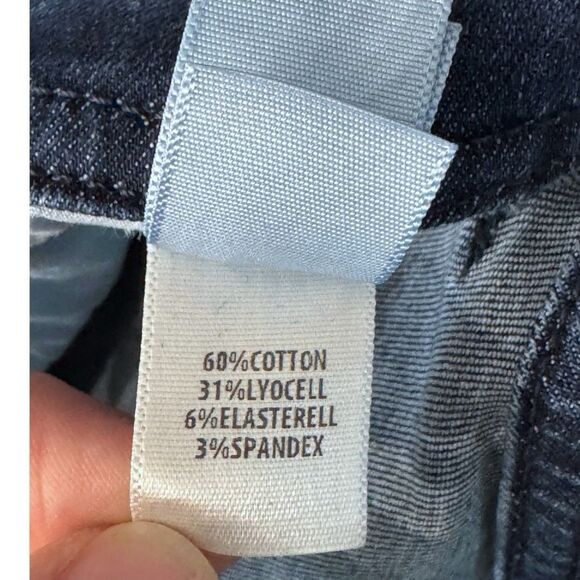 60%COTTON
31%LYOCELL
6%ELASTERELL
3%SPANDEX